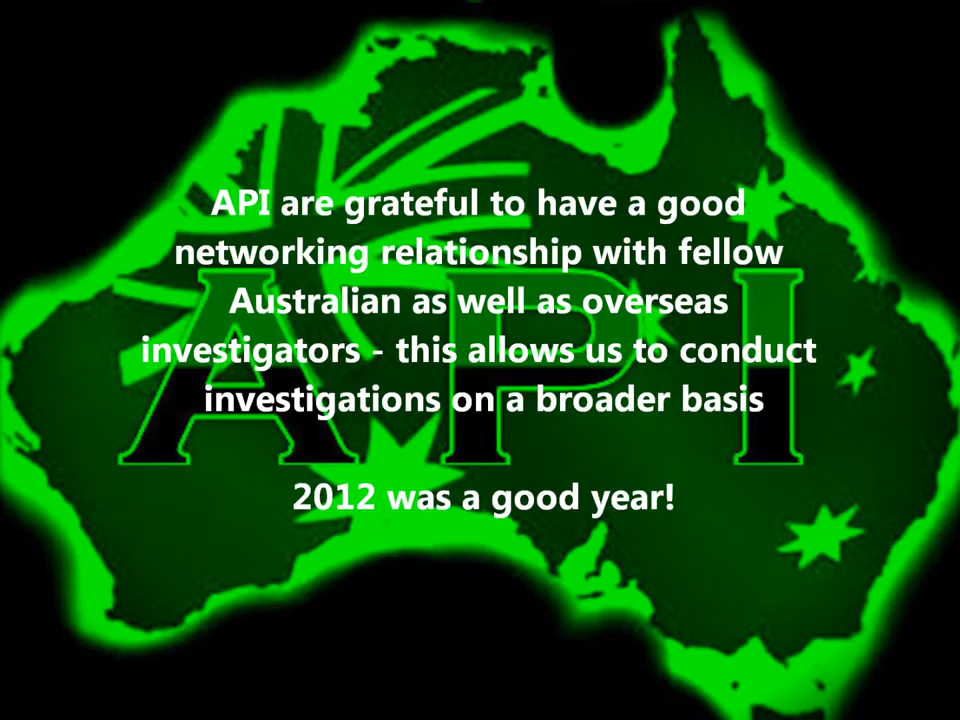 API are grateful to have a good
networking relationship with fellow
Australian as well as overseas
investigators - this allows us to conduct
investigations on a broader basis
API
2012 was a good year!